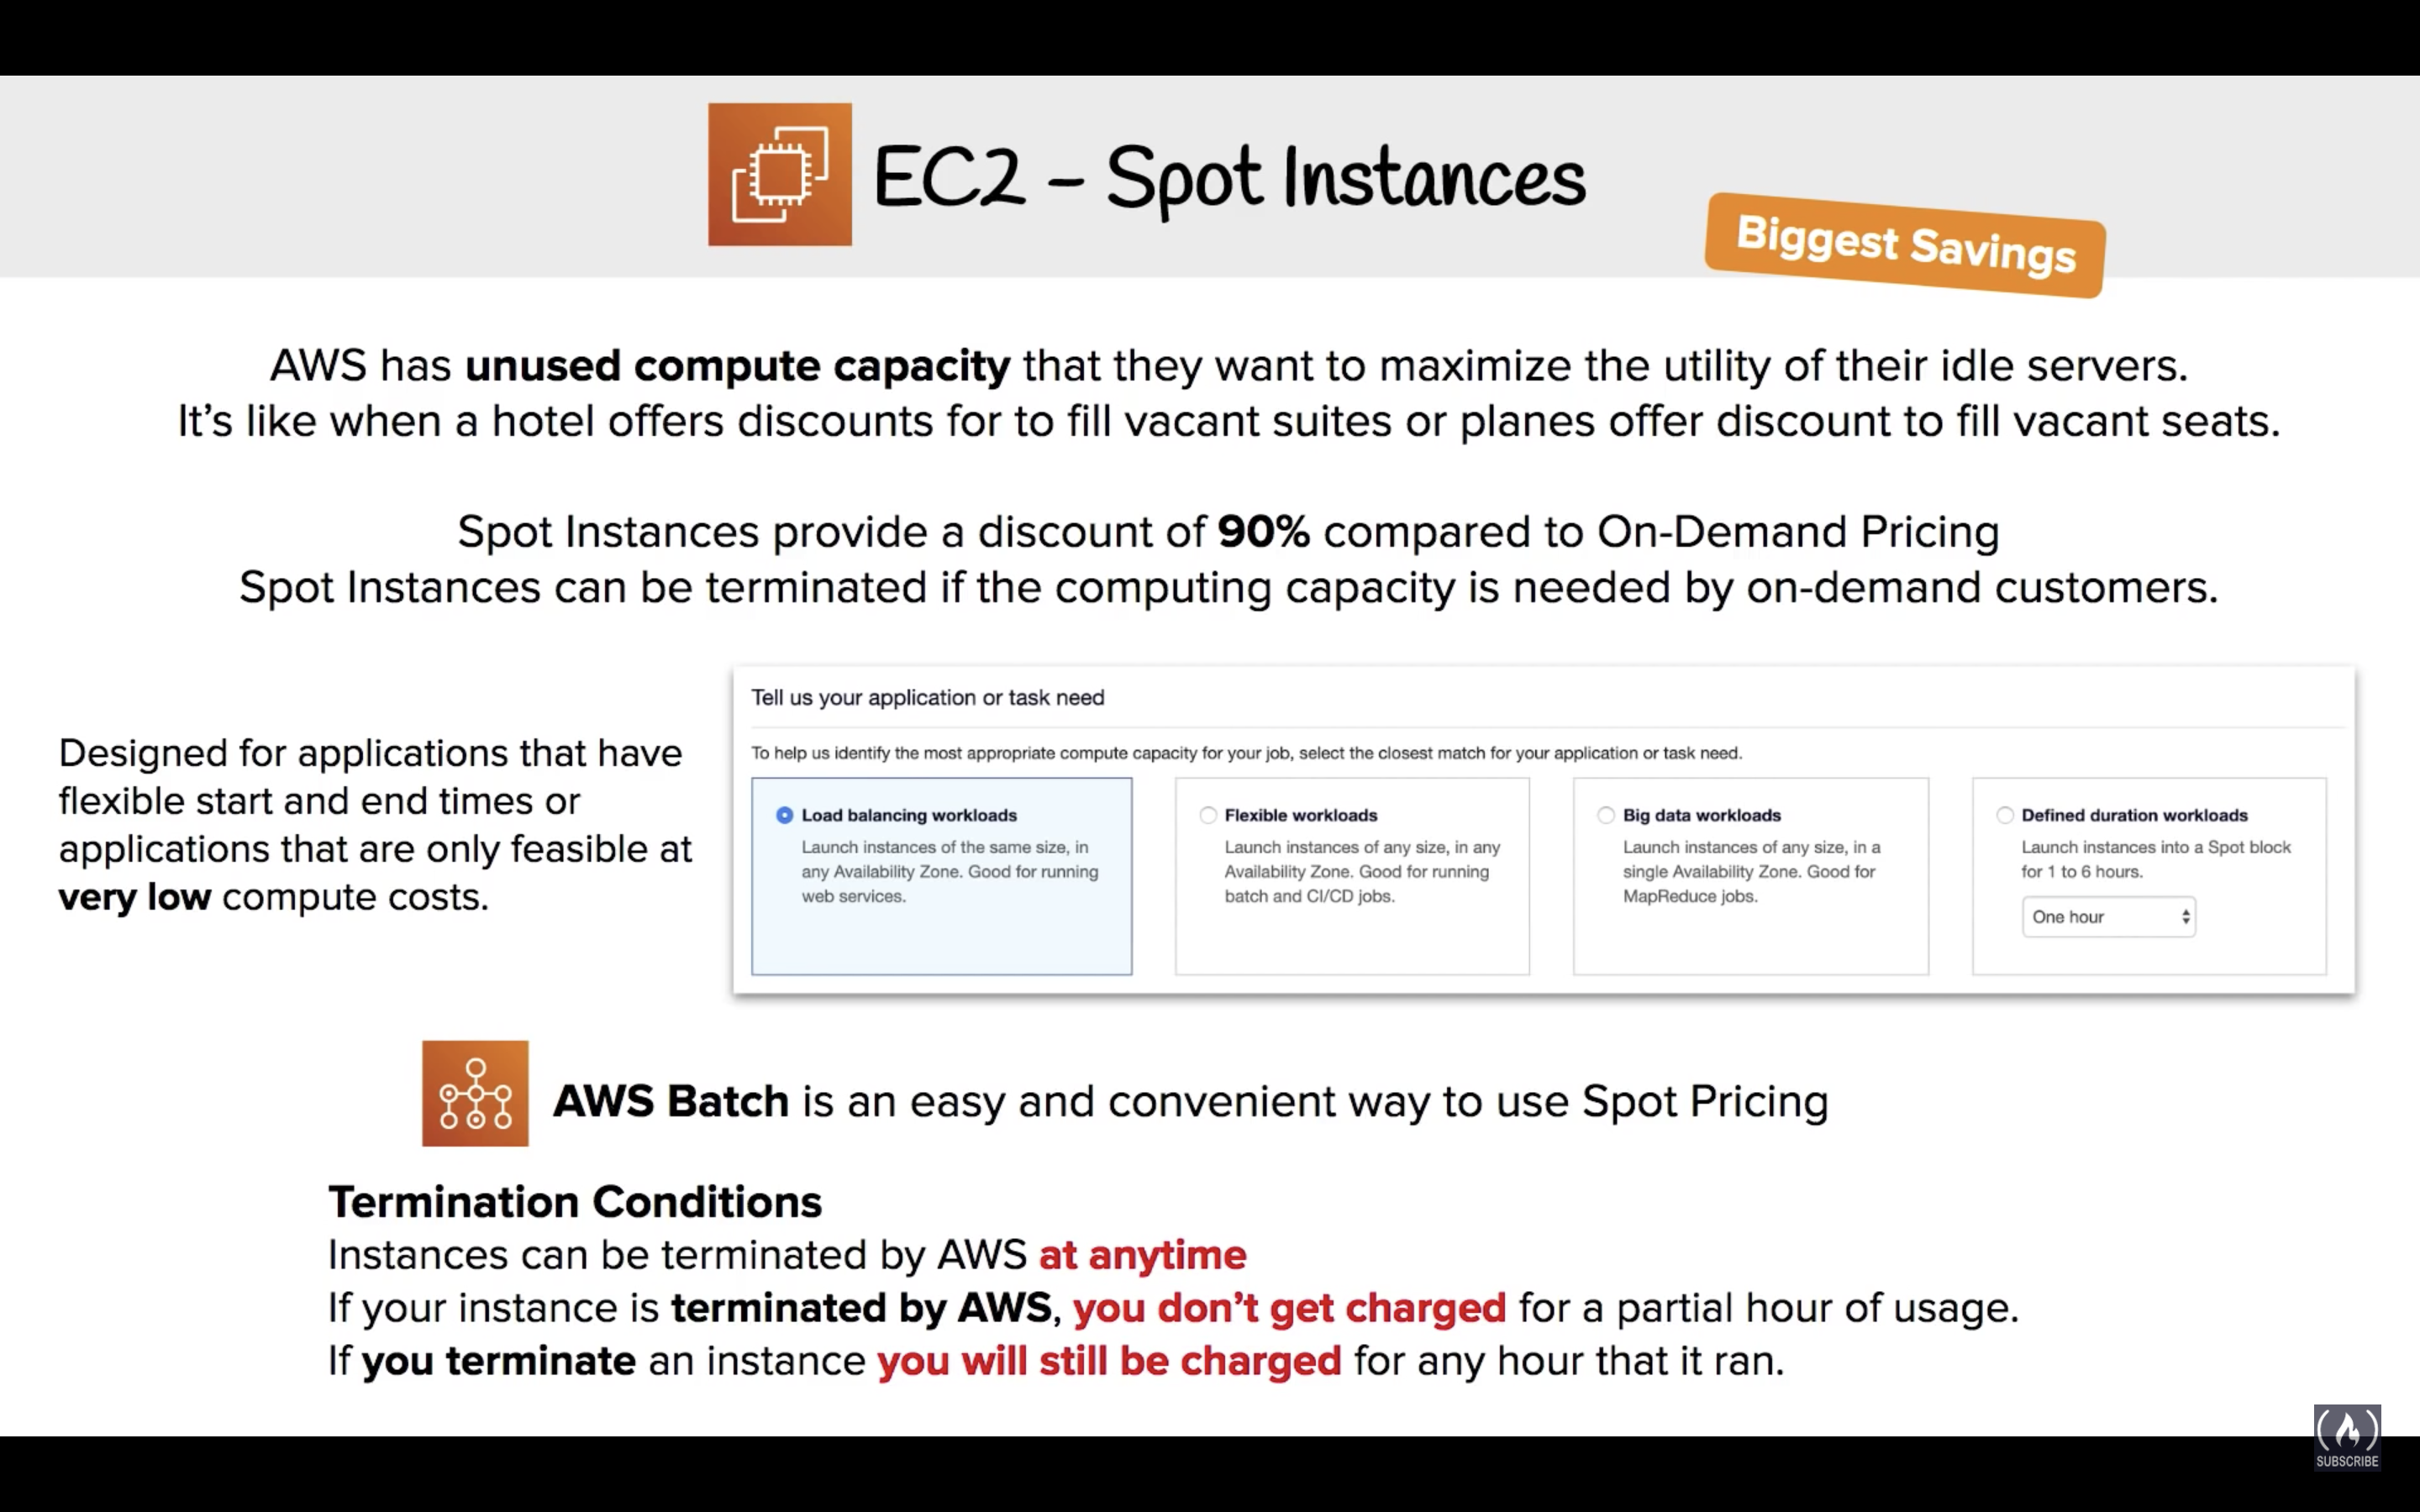 EC2 – Spot Instances
Biggest Savings
AWS has unused compute capacity that they want to maximize the utility of their idle servers.
It's like when a hotel offers discounts for to fill vacant suites or planes offer discount to fill vacant seats.
Spot Instances provide a discount of 90% compared to On-Demand Pricing
Spot Instances can be terminated if the computing capacity is needed by on-demand customers.
Designed for applications that have
flexible start and end times or
applications that are only feasible at
very low compute costs.
Tell us your application or task need
To help us identify the most appropriate compute capacity for your job, select the closest match for your application or task need.
Load balancing workloads
Launch instances of the same size, in
any Availability Zone. Good for running
web services.
Flexible workloads
Launch instances of any size, in any
Availability Zone. Good for running
batch and CI/CD jobs.
Big data workloads
Launch instances of any size, in a
single Availability Zone. Good for
MapReduce jobs.
Defined duration workloads
Launch instances into a Spot block
for 1 to 6 hours.
One hour
AWS Batch is an easy and convenient way to use Spot Pricing
Termination Conditions
Instances can be terminated by AWS at anytime
If your instance is terminated by AWS, you don't get charged for a partial hour of usage.
If you terminate an instance you will still be charged for any hour that it ran.
SUBSCRIBE